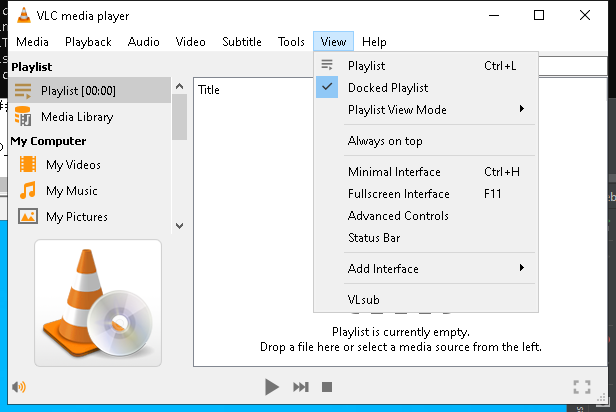 VLC media player
Media Playback Audio Video Subtitle Tools View Help
Playlist
Playlist [00:00]
Media Library
My Computer
My Videos
My Music
My Pictures
Title
Playlist Ctrl+L
Docked Playlist
Playlist View Mode
Always on top
Minimal Interface Ctrl+H
Fullscreen Interface F11
Advanced Controls
Status Bar
Add Interface
VLsub
Playlist is currently empty.
Drop a file here or select a media source from the left.